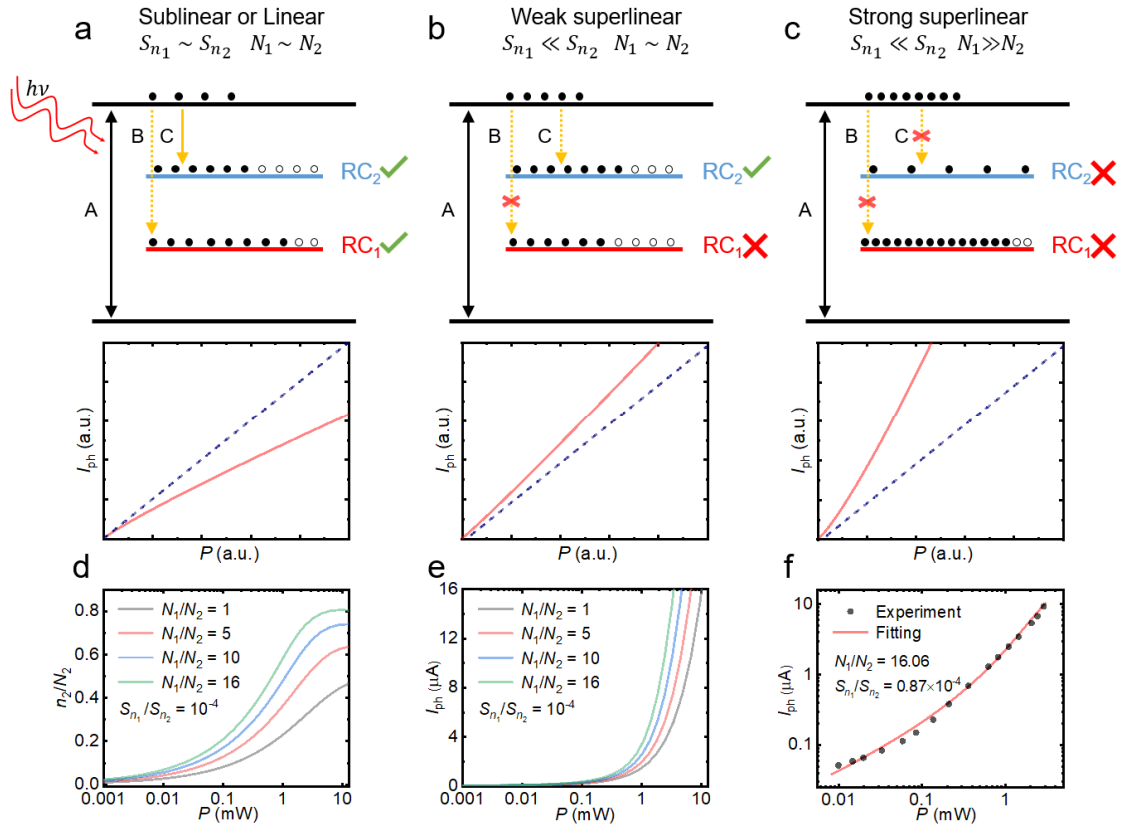 a
Sublinear or Linear
S_{n_1} ~ S_{n_2} N_1 ~ N_2
hν
B
C
A
RC_2
RC_1
I_ph (a.u.)
P (a.u.)
b
Weak superlinear
S_{n_1} ≪ S_{n_2} N_1 ~ N_2
B
C
A
RC_2
RC_1
I_ph (a.u.)
P (a.u.)
c
Strong superlinear
S_{n_1} ≪ S_{n_2} N_1 ≫ N_2
B
C
A
RC_2
RC_1
I_ph (a.u.)
P (a.u.)
d
n_2/N_2
0.8
0.6
0.4
0.2
0.0
N_1/N_2 = 1
N_1/N_2 = 5
N_1/N_2 = 10
N_1/N_2 = 16
S_{n_1}/S_{n_2} = 10^-4
0.001 0.01 0.1 1 10
P (mW)
e
I_ph (μA)
16
12
8
4
0
N_1/N_2 = 1
N_1/N_2 = 5
N_1/N_2 = 10
N_1/N_2 = 16
S_{n_1}/S_{n_2} = 10^-4
0.001 0.01 0.1 1 10
P (mW)
f
I_ph (μA)
10
1
0.1
Experiment
Fitting
N_1/N_2 = 16.06
S_{n_1}/S_{n_2} = 0.87×10^-4
0.01 0.1 1
P (mW)